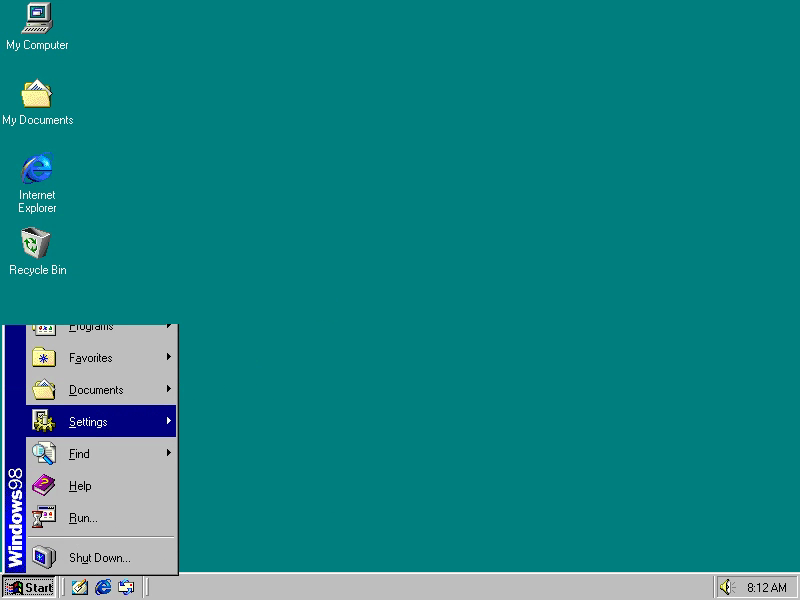 My Computer
My Documents
Internet
Explorer
Recycle Bin
Programs
Favorites
Documents
Settings
Find
Help
Run...
Shut Down...
Windows98
Start
8:12 AM